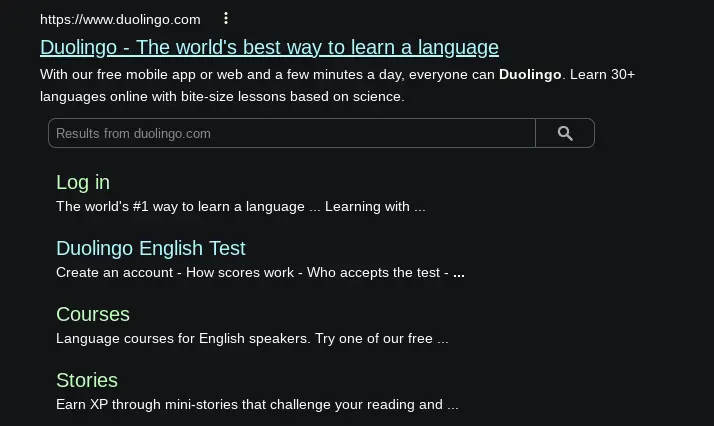 https://www.duolingo.com
Duolingo - The world's best way to learn a language
With our free mobile app or web and a few minutes a day, everyone can Duolingo. Learn 30+
languages online with bite-size lessons based on science.
Results from duolingo.com
Log in
The world's #1 way to learn a language ... Learning with ...
Duolingo English Test
Create an account - How scores work - Who accepts the test - ...
Courses
Language courses for English speakers. Try one of our free ...
Stories
Earn XP through mini-stories that challenge your reading and ...